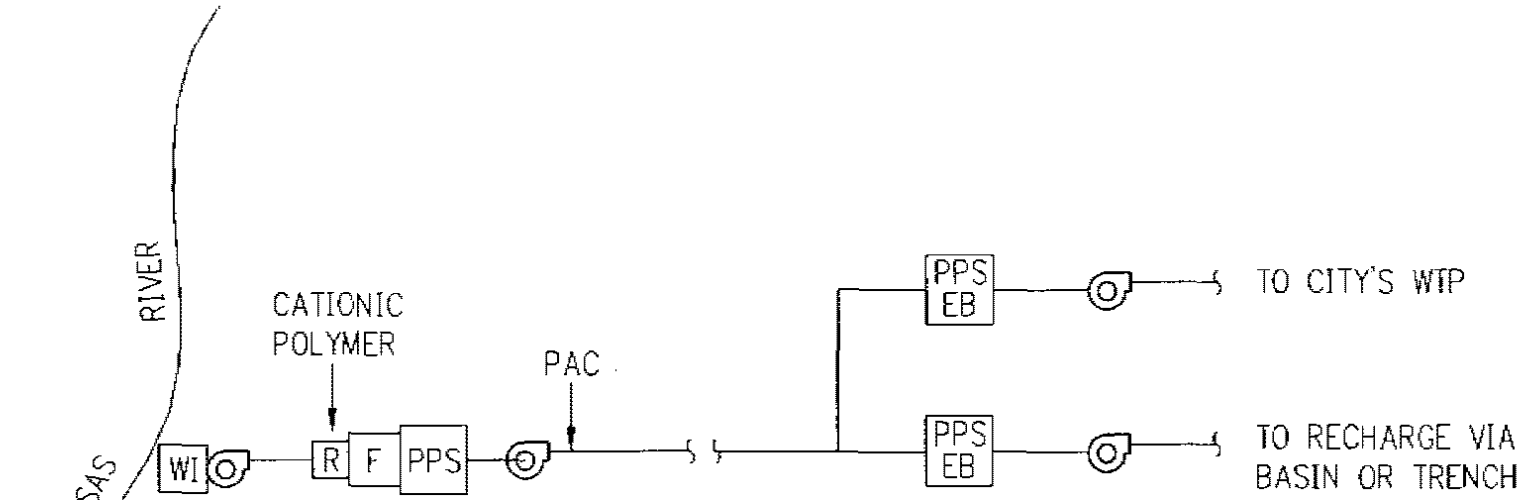 RIVER
SAS
CATIONIC
POLYMER
PAC
WI
R
F
PPS
PPS
EB
TO CITY'S WTP
PPS
EB
TO RECHARGE VIA
BASIN OR TRENCH